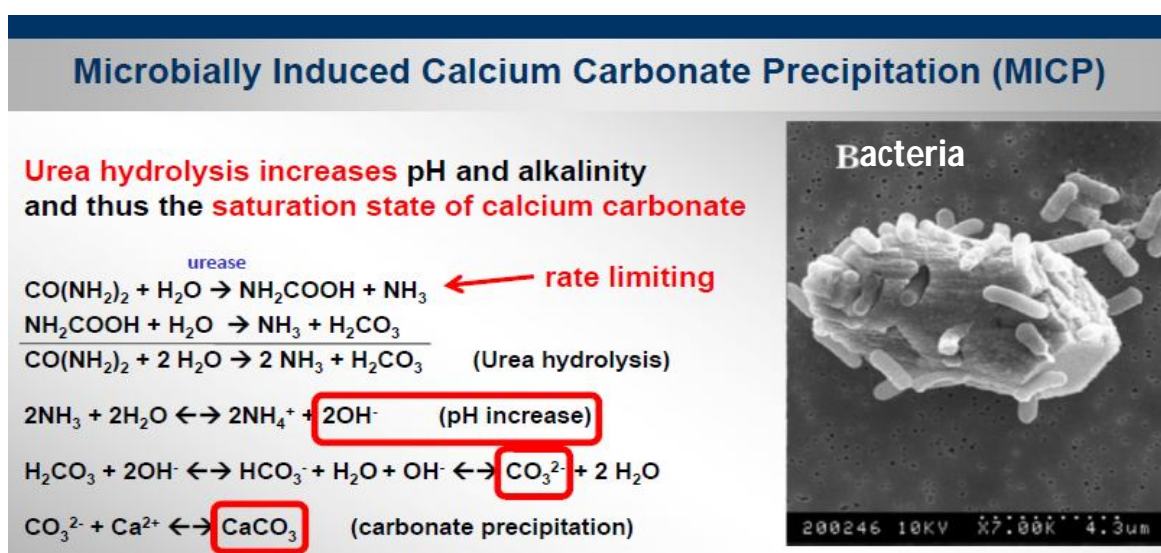 Microbially Induced Calcium Carbonate Precipitation (MICP)
Urea hydrolysis increases pH and alkalinity
and thus the saturation state of calcium carbonate
urease
CO(NH₂)₂ + H₂O → NH₂COOH + NH₃
rate limiting
NH₂COOH + H₂O → NH₃ + H₂CO₃
CO(NH₂)₂ + 2 H₂O → 2 NH₃ + H₂CO₃ (Urea hydrolysis)
2NH₃ + 2H₂O ←→ 2NH₄⁺ + 2OH⁻ (pH increase)
H₂CO₃ + 2OH⁻ ←→ HCO₃⁻ + H₂O + OH⁻ ←→ CO₃²⁻ + 2 H₂O
CO₃²⁻ + Ca²⁺ ←→ CaCO₃ (carbonate precipitation)
Bacteria
200246 10KV X7.00K 4.3um